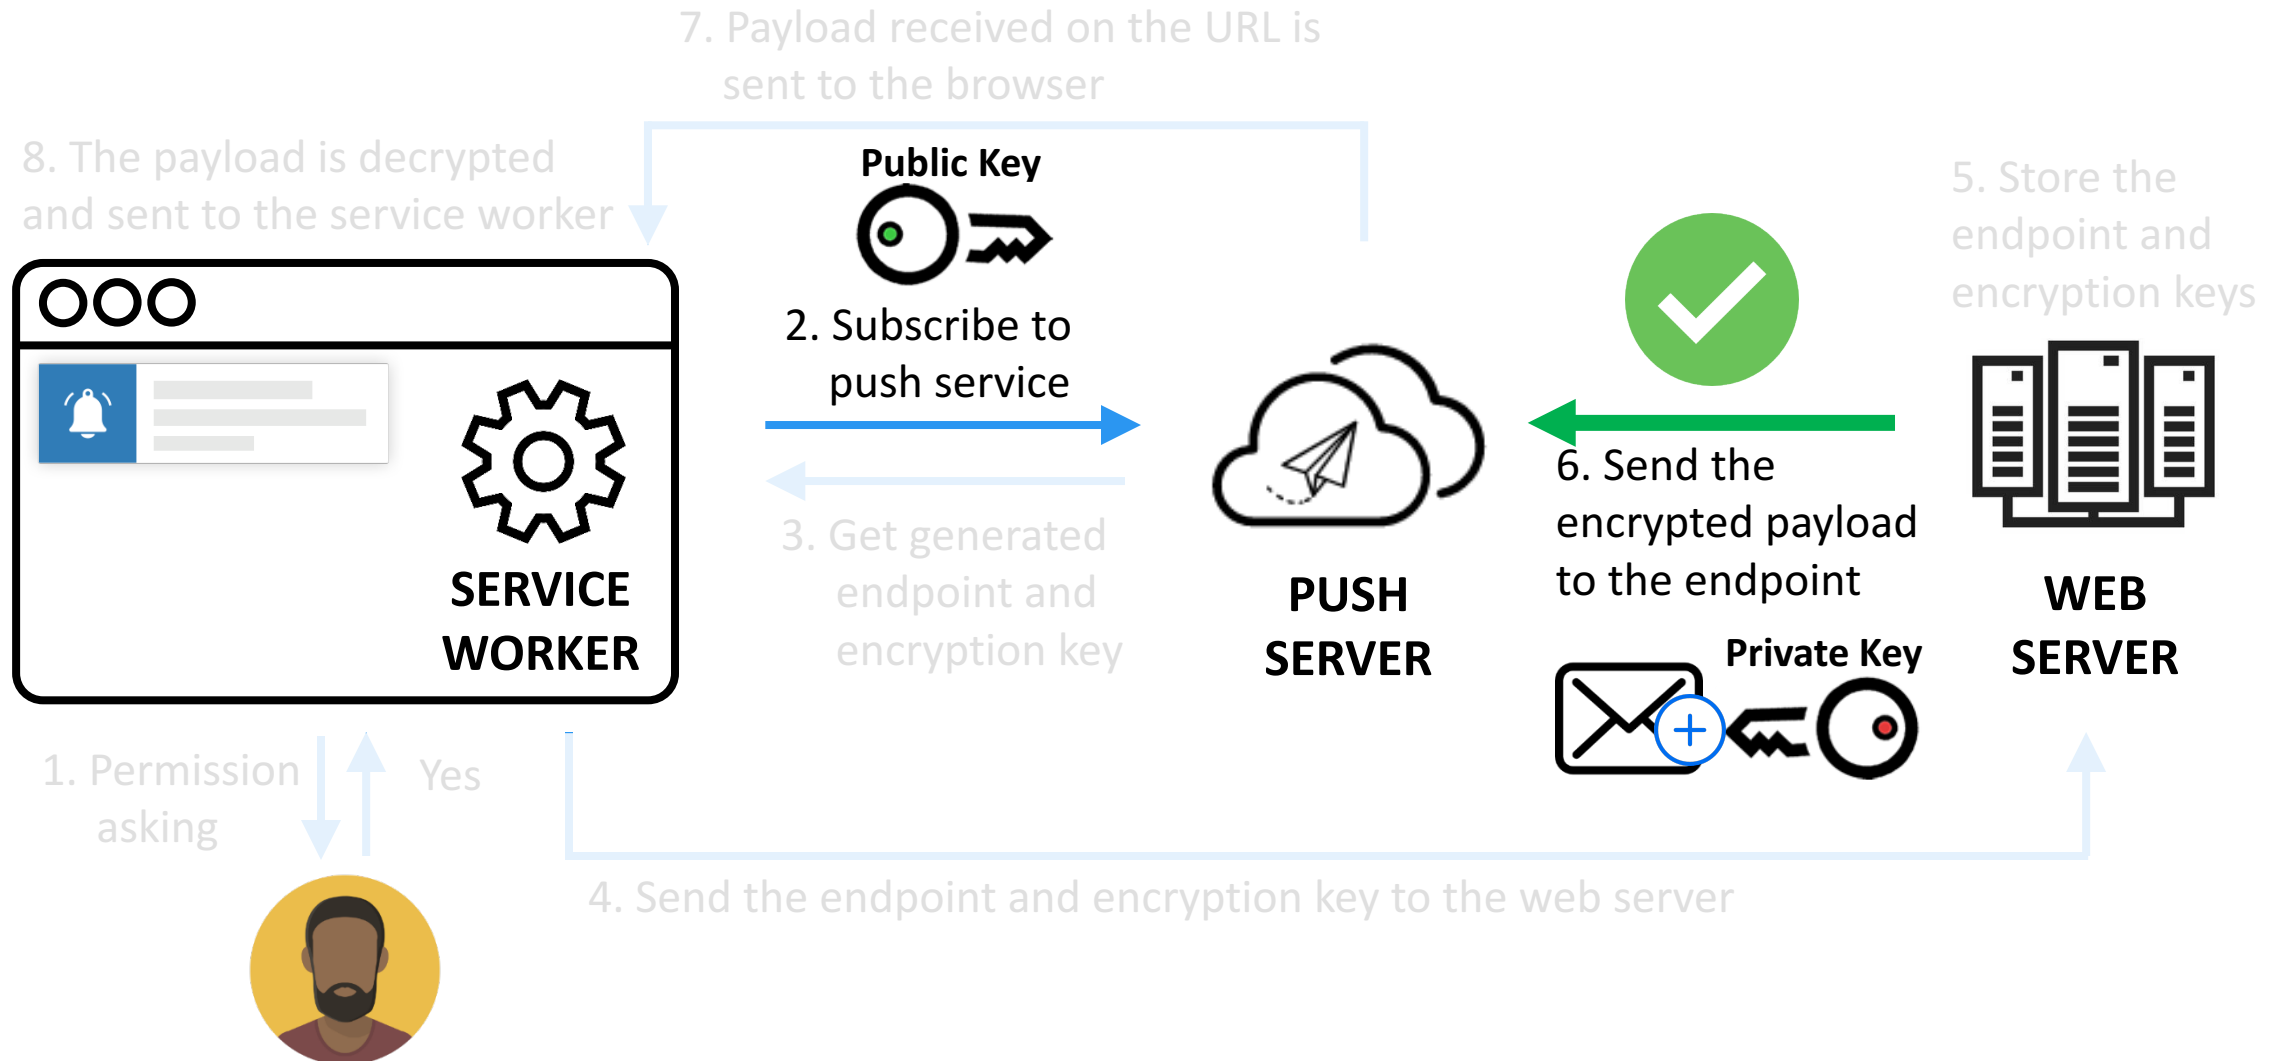 7. Payload received on the URL is
sent to the browser
8. The payload is decrypted
and sent to the service worker
Public Key
5. Store the
endpoint and
encryption keys
2. Subscribe to
push service
6. Send the
encrypted payload
to the endpoint
3. Get generated
endpoint and
encryption key
SERVICE
WORKER
PUSH
SERVER
WEB
SERVER
Private Key
1. Permission
asking
Yes
4. Send the endpoint and encryption key to the web server